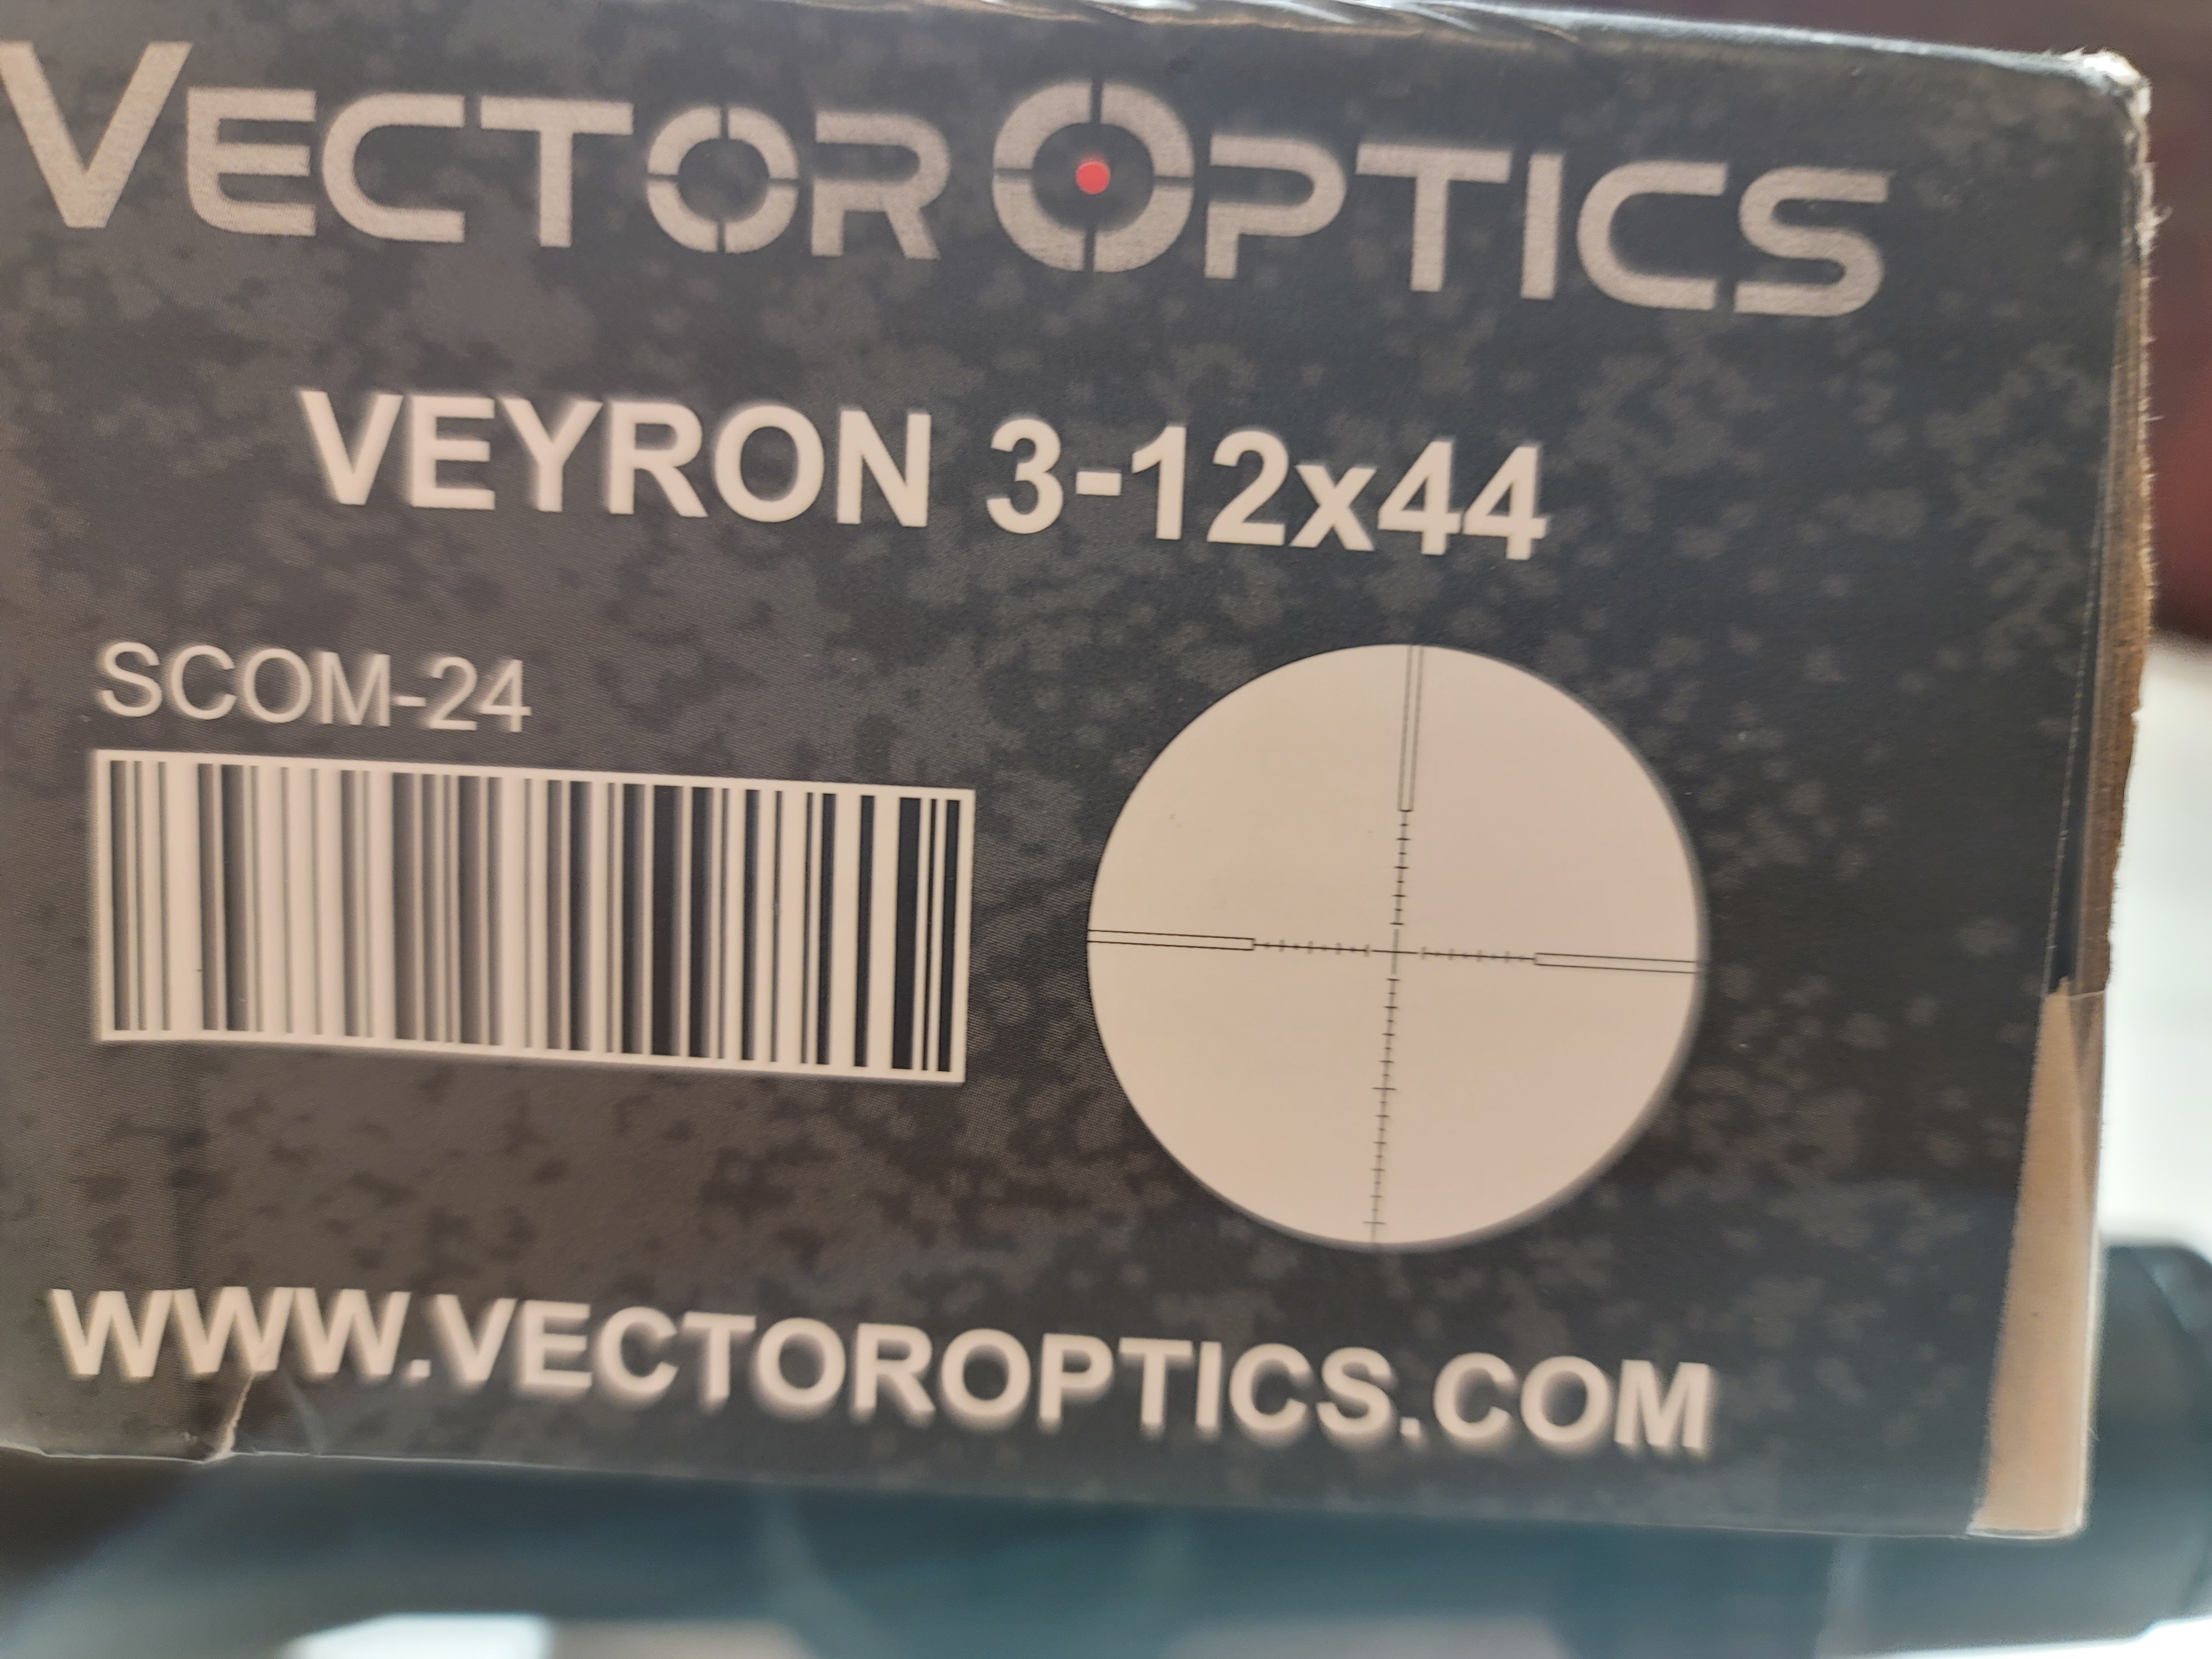 VECTOR OPTICS
VEYRON 3-12x44
SCOM-24
WWW.VECTOROPTICS.COM